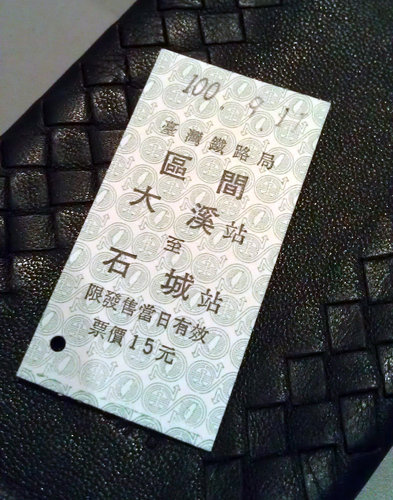 100.9.17
臺灣鐵路局
區間
大溪站
至
石城站
限發售當日有效
票價15元